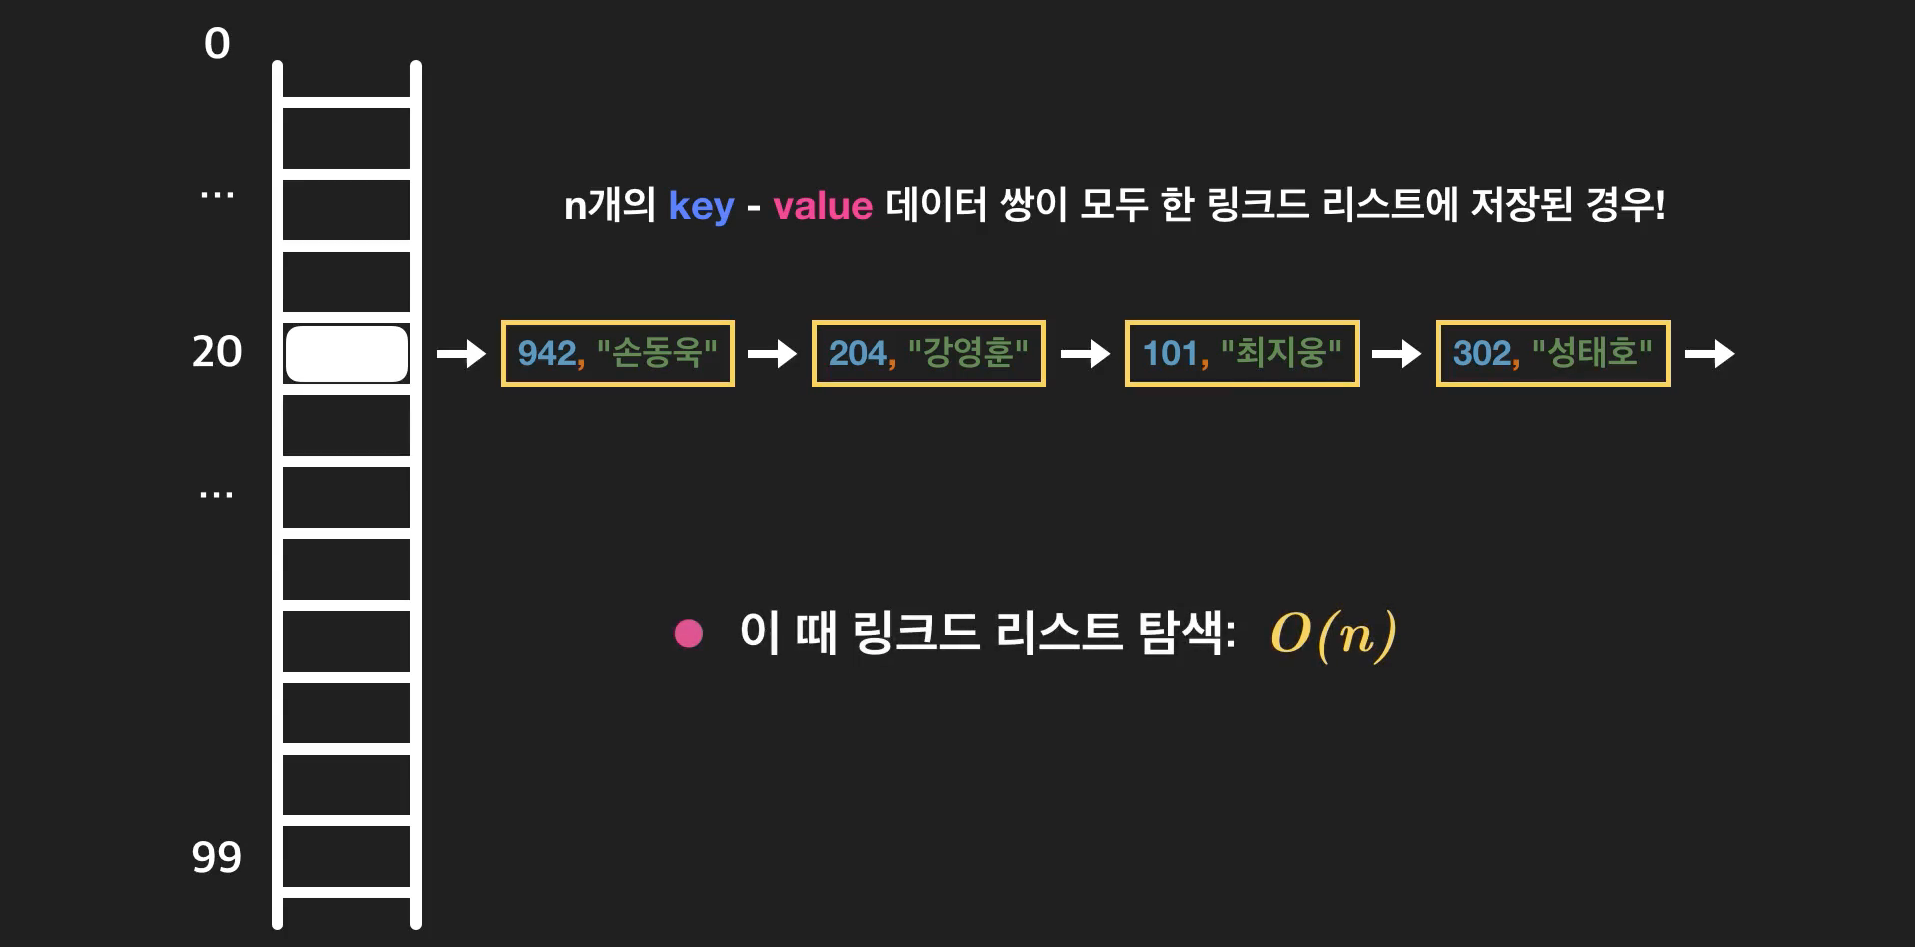 0
...
n개의 key - value 데이터 쌍이 모두 한 링크드 리스트에 저장된 경우!
20
942, "손동욱"
204, "강영훈"
101, "최지웅"
302, "성태호"
...
이 때 링크드 리스트 탐색: O(n)
99